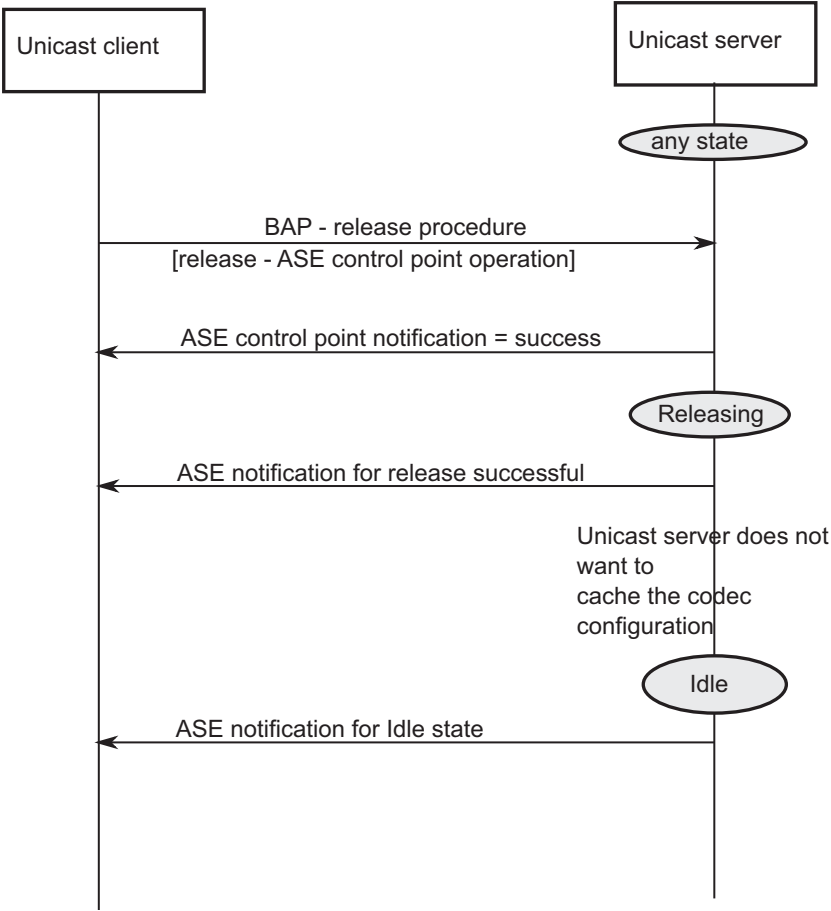 Unicast client
Unicast server
any state
BAP - release procedure
[release - ASE control point operation]
ASE control point notification = success
Releasing
ASE notification for release successful
Unicast server does not
want to
cache the codec
configuration
Idle
ASE notification for Idle state